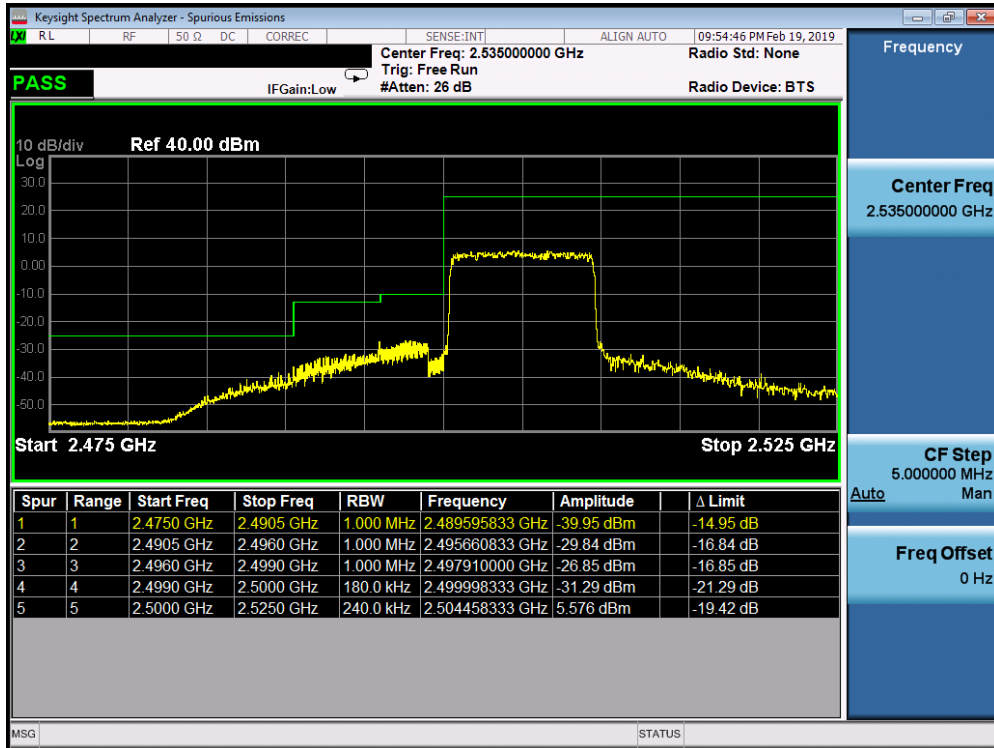 Keysight Spectrum Analyzer - Spurious Emissions
LXI RL RF 50 Ω DC CORREC SENSE:INT ALIGN AUTO 09:54:46 PM Feb 19, 2019
Center Freq: 2.535000000 GHz Radio Std: None
Trig: Free Run
PASS IFGain:Low #Atten: 26 dB Radio Device: BTS
10 dB/div Ref 40.00 dBm
Log
30.0
20.0
10.0
0.00
-10.0
-20.0
-30.0
-40.0
-50.0
Start 2.475 GHz Stop 2.525 GHz
Spur Range Start Freq Stop Freq RBW Frequency Amplitude Δ Limit
1 1 2.4750 GHz 2.4905 GHz 1.000 MHz 2.489595833 GHz -39.95 dBm -14.95 dB
2 2 2.4905 GHz 2.4960 GHz 1.000 MHz 2.495660833 GHz -29.84 dBm -16.84 dB
3 3 2.4960 GHz 2.4990 GHz 1.000 MHz 2.497910000 GHz -26.85 dBm -16.85 dB
4 4 2.4990 GHz 2.5000 GHz 180.0 kHz 2.499998333 GHz -31.29 dBm -21.29 dB
5 5 2.5000 GHz 2.5250 GHz 240.0 kHz 2.504458333 GHz 5.576 dBm -19.42 dB
MSG STATUS
Frequency
Center Freq
2.535000000 GHz
CF Step
5.000000 MHz
Auto Man
Freq Offset
0 Hz